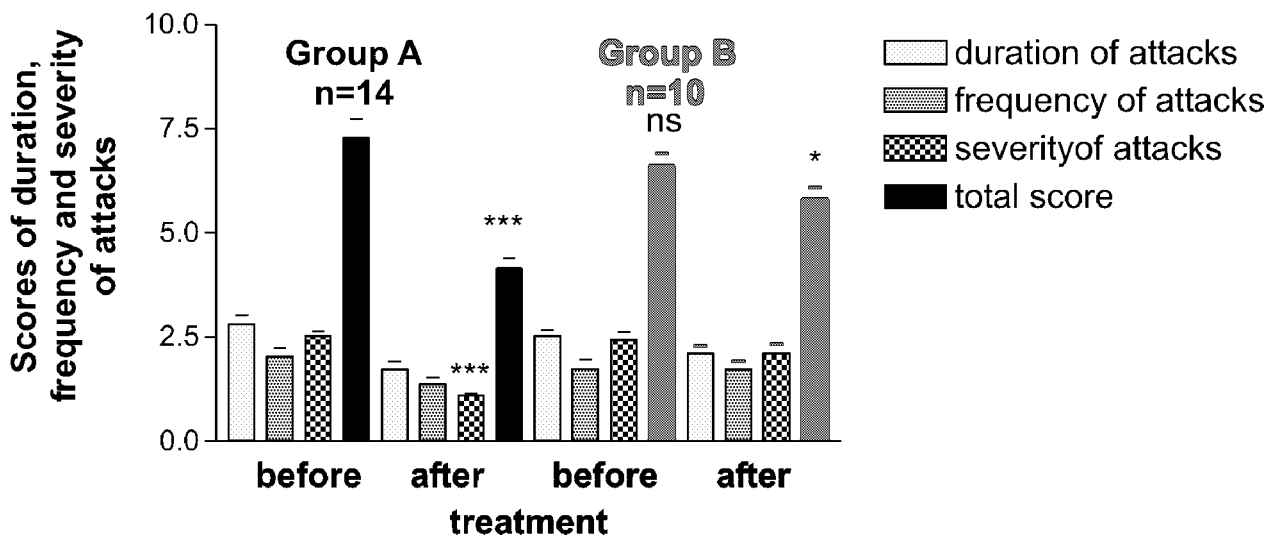 Scores of duration,
frequency and severity
of attacks
10.0
7.5
5.0
2.5
0.0
Group A
n=14
Group B
n=10
ns
***
***
*
before
after
before
after
treatment
duration of attacks
frequency of attacks
severityof attacks
total score